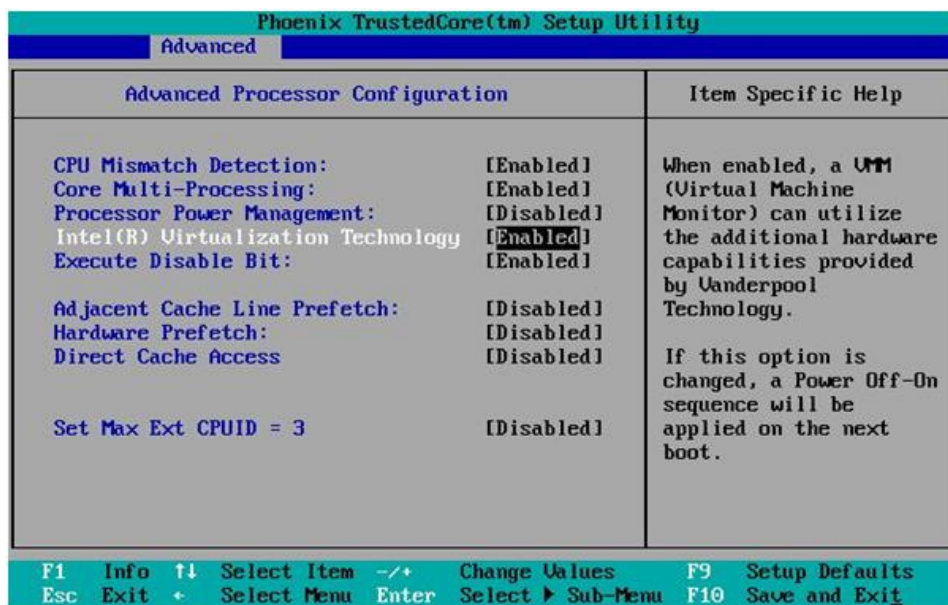 Phoenix TrustedCore(tm) Setup Utility
Advanced
Advanced Processor Configuration
Item Specific Help
CPU Mismatch Detection: [Enabled]
Core Multi-Processing: [Enabled]
Processor Power Management: [Disabled]
Intel(R) Virtualization Technology [Enabled]
Execute Disable Bit: [Enabled]
Adjacent Cache Line Prefetch: [Disabled]
Hardware Prefetch: [Disabled]
Direct Cache Access [Disabled]
Set Max Ext CPUID = 3 [Disabled]
When enabled, a VMM
(Virtual Machine
Monitor) can utilize
the additional hardware
capabilities provided
by Vanderpool
Technology.
If this option is
changed, a Power Off-On
sequence will be
applied on the next
boot.
F1 Info ↑↓ Select Item -/+ Change Values F9 Setup Defaults
Esc Exit ← Select Menu Enter Select ▶ Sub-Menu F10 Save and Exit